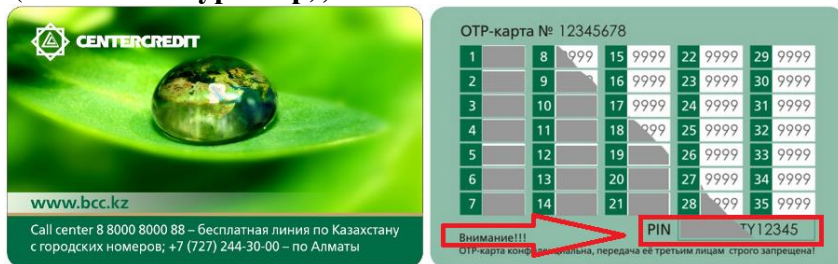 CENTERCREDIT
www.bcc.kz
Call center 8 8000 8000 88 – бесплатная линия по Казахстану
с городских номеров; +7 (727) 244-30-00 – по Алматы
OTP-карта № 12345678
1 8 999 15 9999 22 9999 29 9999
2 9 16 9999 23 9999 30 9999
3 10 17 9999 24 9999 31 9999
4 11 18 999 25 9999 32 9999
5 12 19 26 9999 33 9999
6 13 20 27 9999 34 9999
7 14 21 28 999 35 9999
PIN TY12345
Внимание!!!
OTP-карта конфиденциальна, передача её третьим лицам строго запрещена!